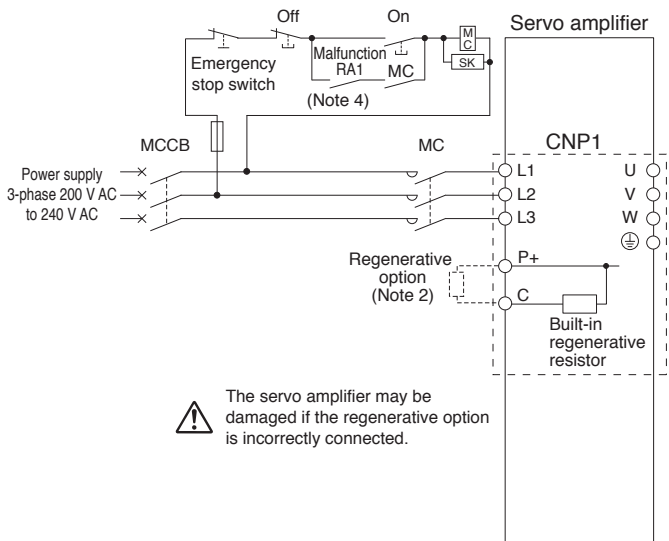 Off
On
Servo amplifier
M
C
SK
Emergency
stop switch
Malfunction
RA1
MC
(Note 4)
MCCB
MC
CNP1
Power supply
3-phase 200 V AC
to 240 V AC
L1
L2
L3
U
V
W
Regenerative
option
(Note 2)
P+
C
Built-in
regenerative
resistor
The servo amplifier may be
damaged if the regenerative option
is incorrectly connected.